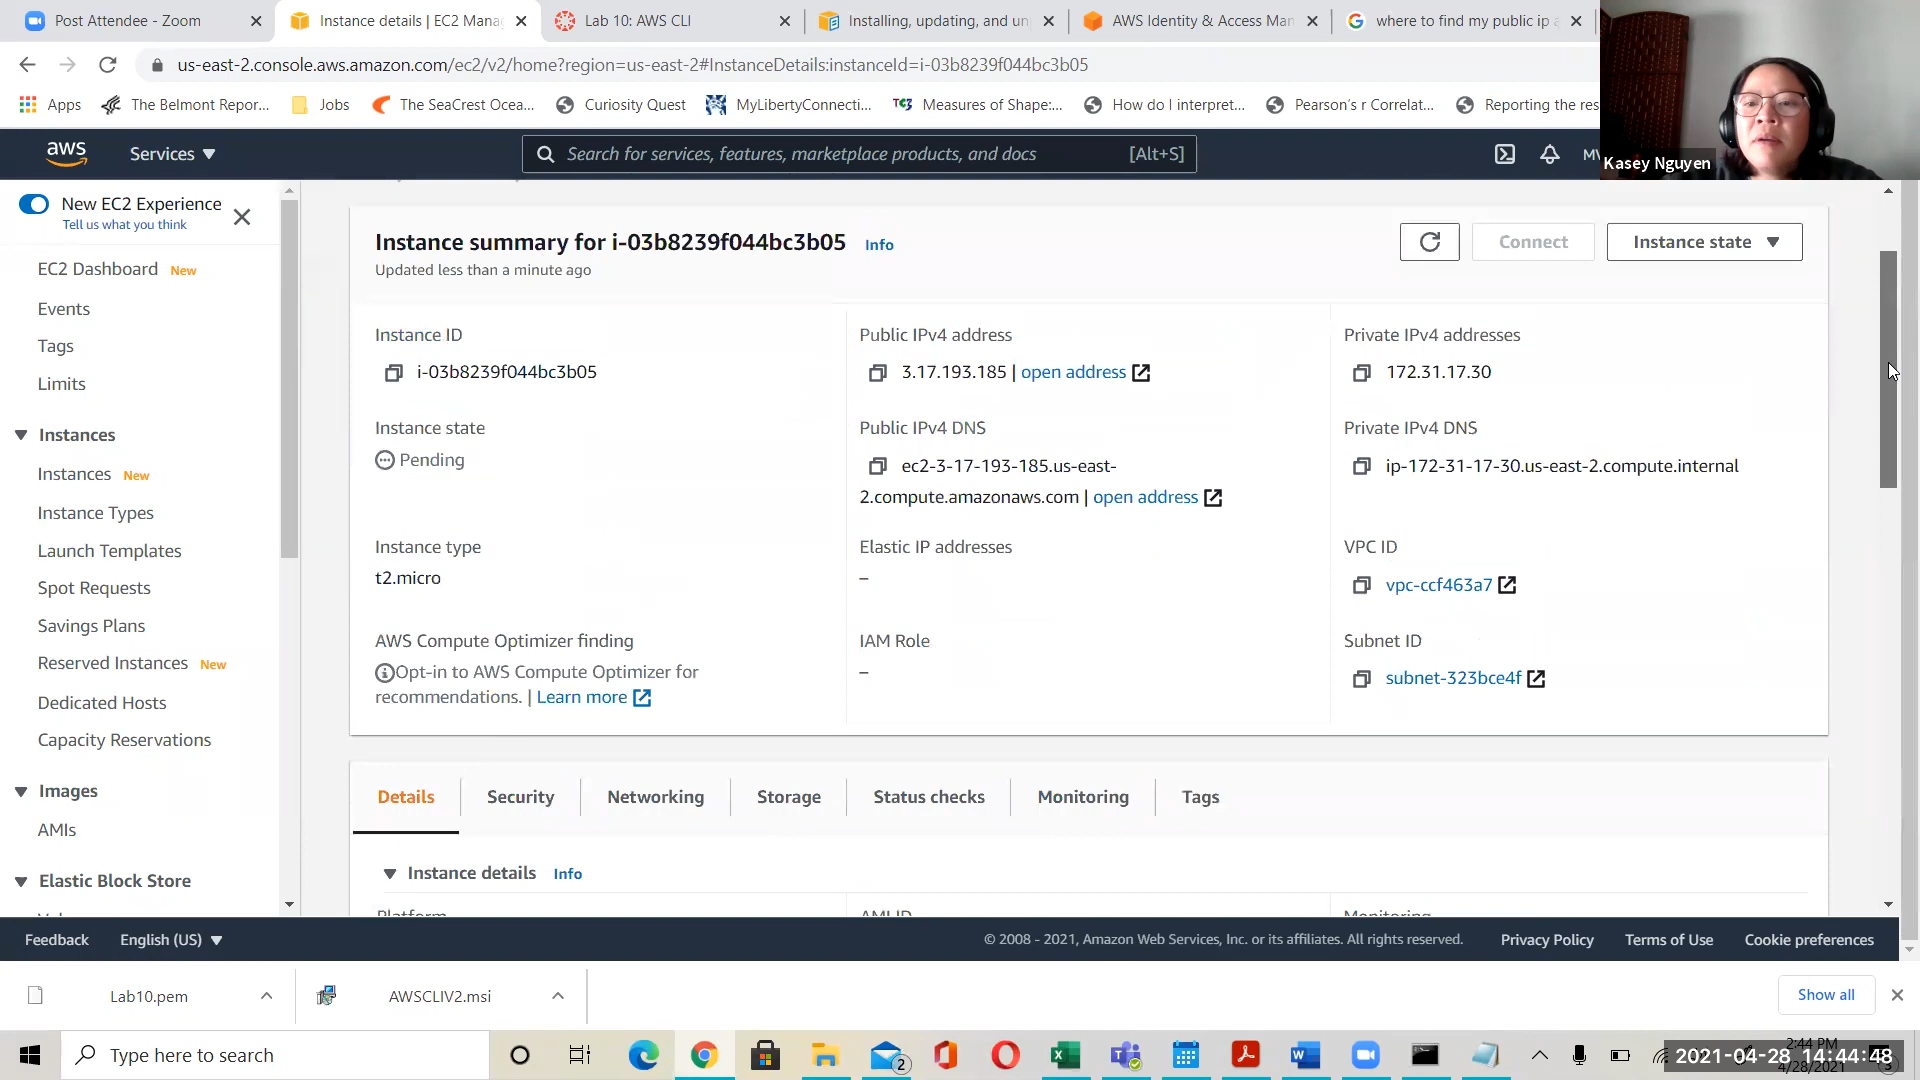 Post Attendee - Zoom
Instance details | EC2 Mana
Lab 10: AWS CLI
Installing, updating, and un
AWS Identity & Access Man
where to find my public ip a
us-east-2.console.aws.amazon.com/ec2/v2/home?region=us-east-2#InstanceDetails:instanceId=i-03b8239f044bc3b05
Apps
The Belmont Repor...
Jobs
The SeaCrest Ocea...
Curiosity Quest
MyLibertyConnecti...
Measures of Shape:...
How do I interpret...
Pearson's r Correlat...
Reporting the res
aws
Services
Search for services, features, marketplace products, and docs
[Alt+S]
Kasey Nguyen
New EC2 Experience
Tell us what you think
EC2 Dashboard New
Events
Tags
Limits
Instances
Instances New
Instance Types
Launch Templates
Spot Requests
Savings Plans
Reserved Instances New
Dedicated Hosts
Capacity Reservations
Images
AMIs
Elastic Block Store
Instance summary for i-03b8239f044bc3b05 Info
Updated less than a minute ago
Connect
Instance state
Instance ID
i-03b8239f044bc3b05
Public IPv4 address
3.17.193.185 | open address
Private IPv4 addresses
172.31.17.30
Instance state
Pending
Public IPv4 DNS
ec2-3-17-193-185.us-east-
2.compute.amazonaws.com | open address
Private IPv4 DNS
ip-172-31-17-30.us-east-2.compute.internal
Instance type
t2.micro
Elastic IP addresses
–
VPC ID
vpc-ccf463a7
AWS Compute Optimizer finding
Opt-in to AWS Compute Optimizer for
recommendations. | Learn more
IAM Role
–
Subnet ID
subnet-323bce4f
Details
Security
Networking
Storage
Status checks
Monitoring
Tags
Instance details Info
Platform
AMI ID
Monitoring
Feedback
English (US)
© 2008 - 2021, Amazon Web Services, Inc. or its affiliates. All rights reserved.
Privacy Policy
Terms of Use
Cookie preferences
Lab10.pem
AWSCLIV2.msi
Show all
Type here to search
2
2:44 PM
4/28/2021
2021-04-28 14:44:48